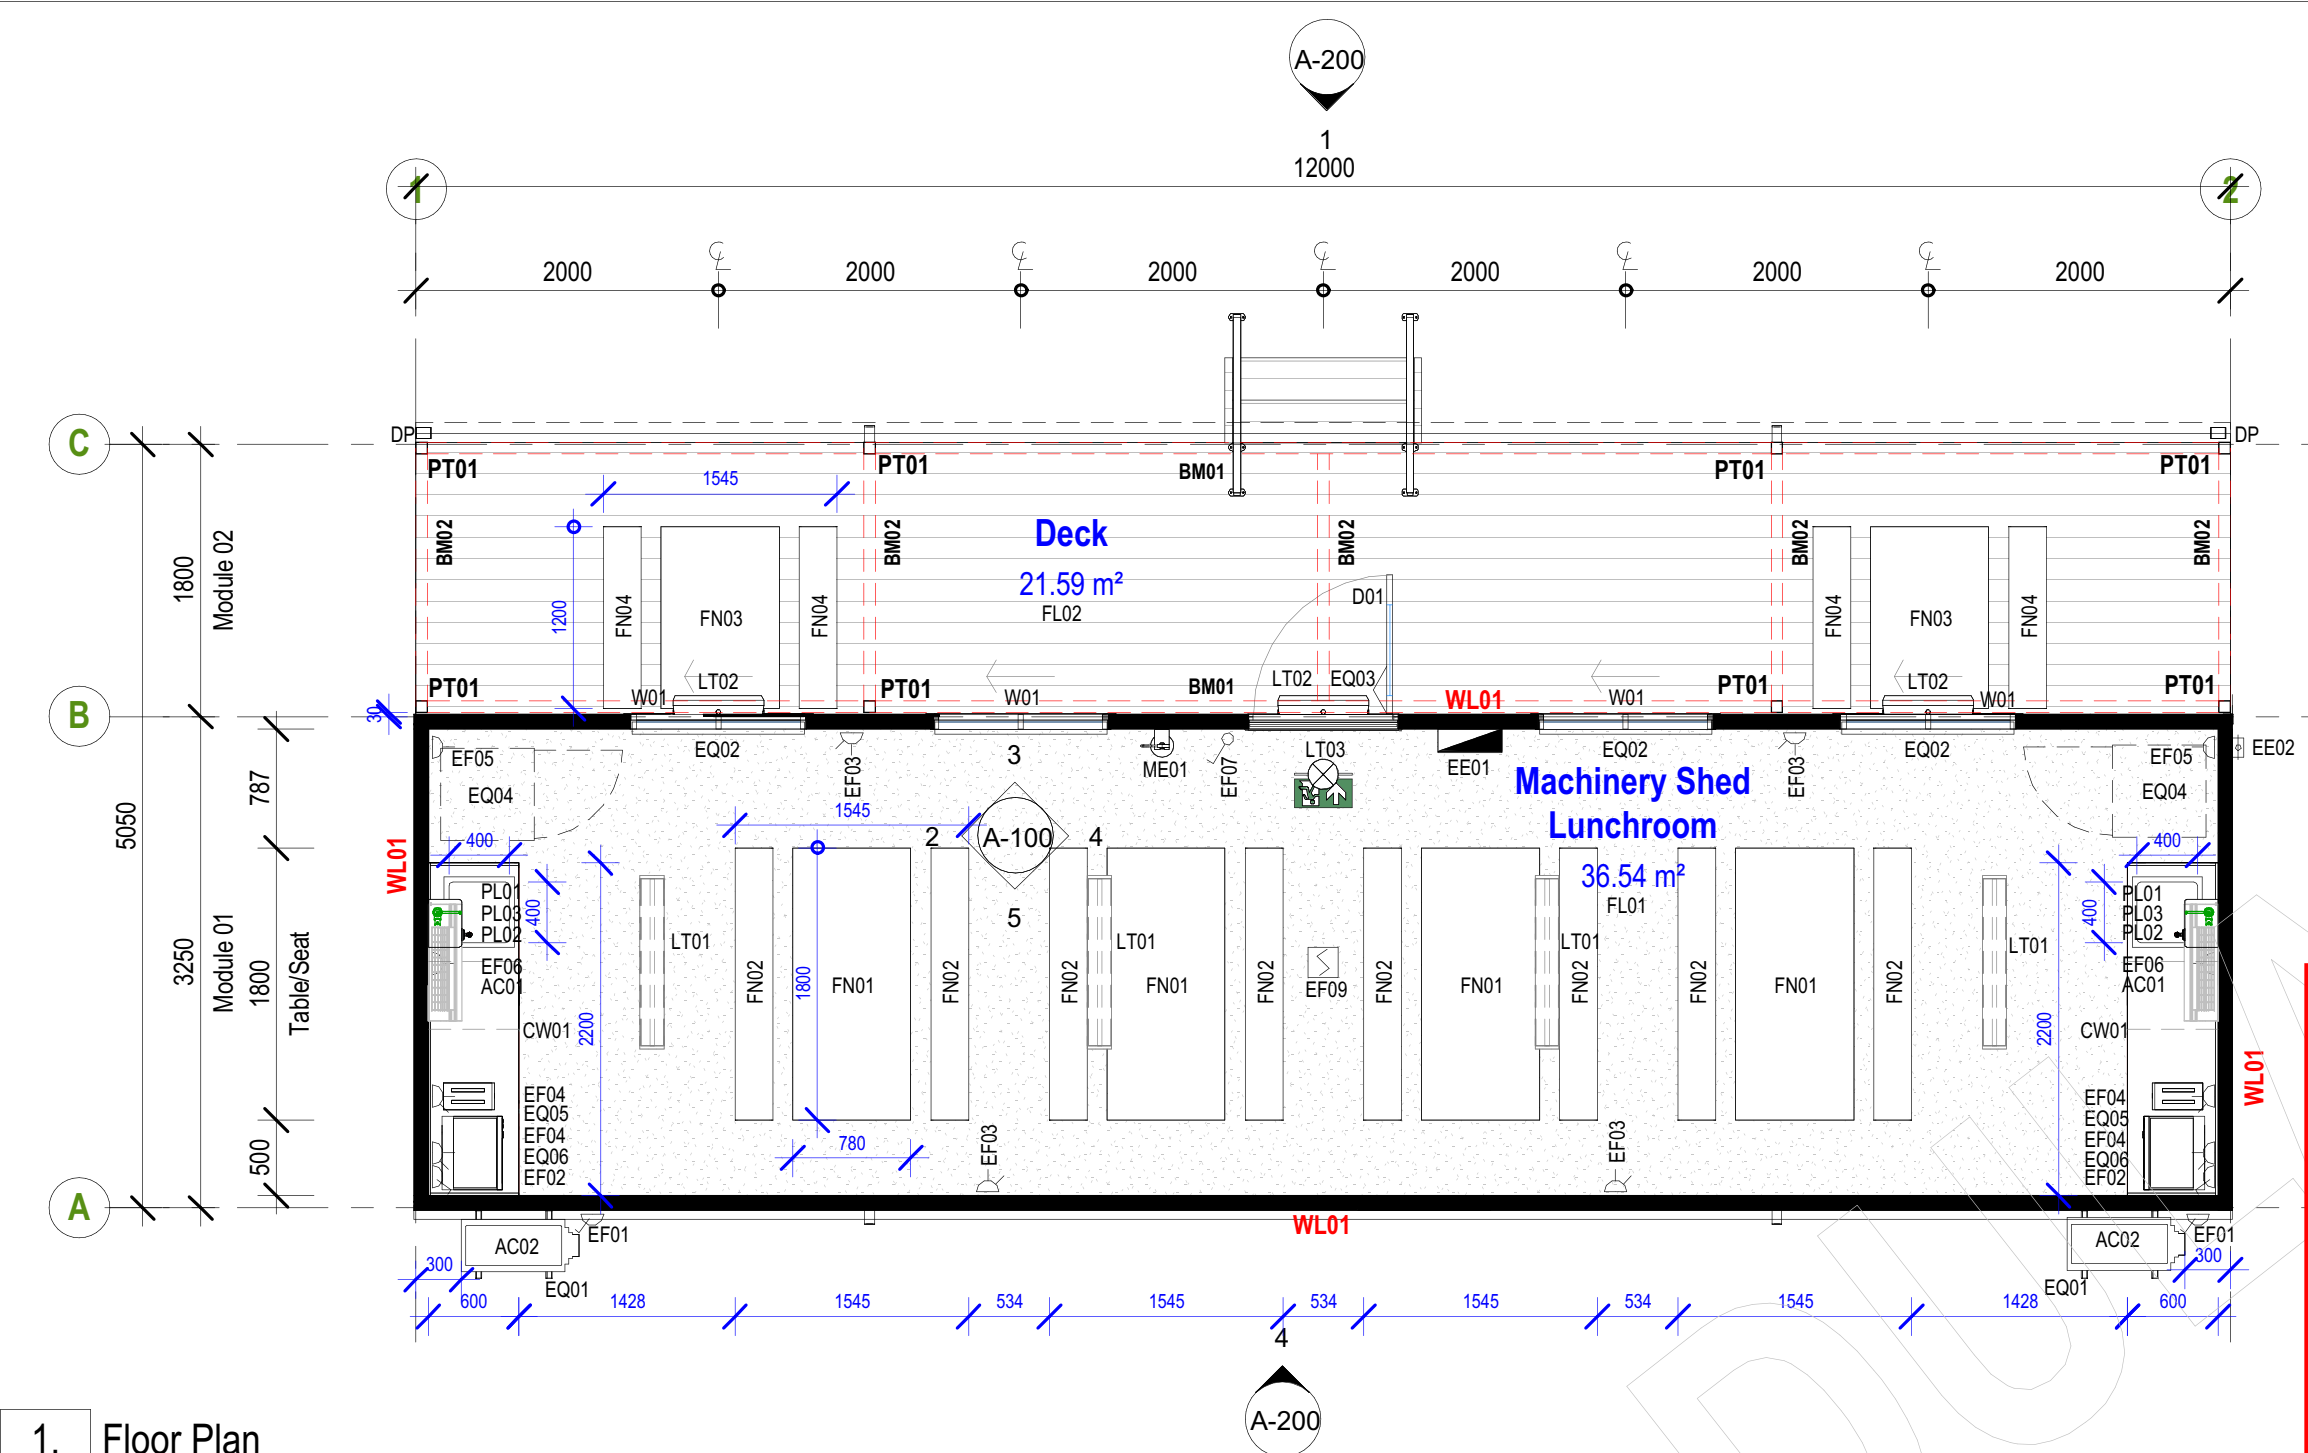 A-200
1
12000
1
2
2000
2000
2000
2000
2000
2000
C
DP
DP
PT01
PT01
BM01
PT01
PT01
1545
BM02
BM02
Deck
BM02
BM02
BM02
21.59 m²
FL02
D01
1800
Module 02
1200
FN04
FN03
FN04
FN04
FN03
FN04
PT01
LT02
W01
PT01
W01
BM01
LT02
EQ03
WL01
W01
PT01
LT02
W01
PT01
B
30
EF05
EQ02
EF03
3
ME01
EF07
LT03
EE01
EQ02
EF03
EQ02
EF05
EE02
Machinery Shed
Lunchroom
36.54 m²
FL01
EQ04
EQ04
5050
787
1545
2
A-100
4
5
400
400
WL01
PL01
PL03
PL02
400
EF06
AC01
PL01
PL03
PL02
400
EF06
AC01
3250
Module 01
1800
Table/Seat
LT01
LT01
LT01
LT01
FN02
1800
FN01
FN02
FN02
FN01
FN02
EF09
FN02
FN01
FN02
FN02
FN01
FN02
CW01
2200
2200
CW01
EF04
EQ05
EF04
EQ06
EF02
EF04
EQ05
EF04
EQ06
EF02
WL01
780
EF03
EF03
500
A
WL01
AC02
EF01
AC02
EF01
300
EQ01
EQ01
300
600
1428
1545
534
1545
534
1545
534
1545
1428
600
4
A-200
1.
Floor Plan